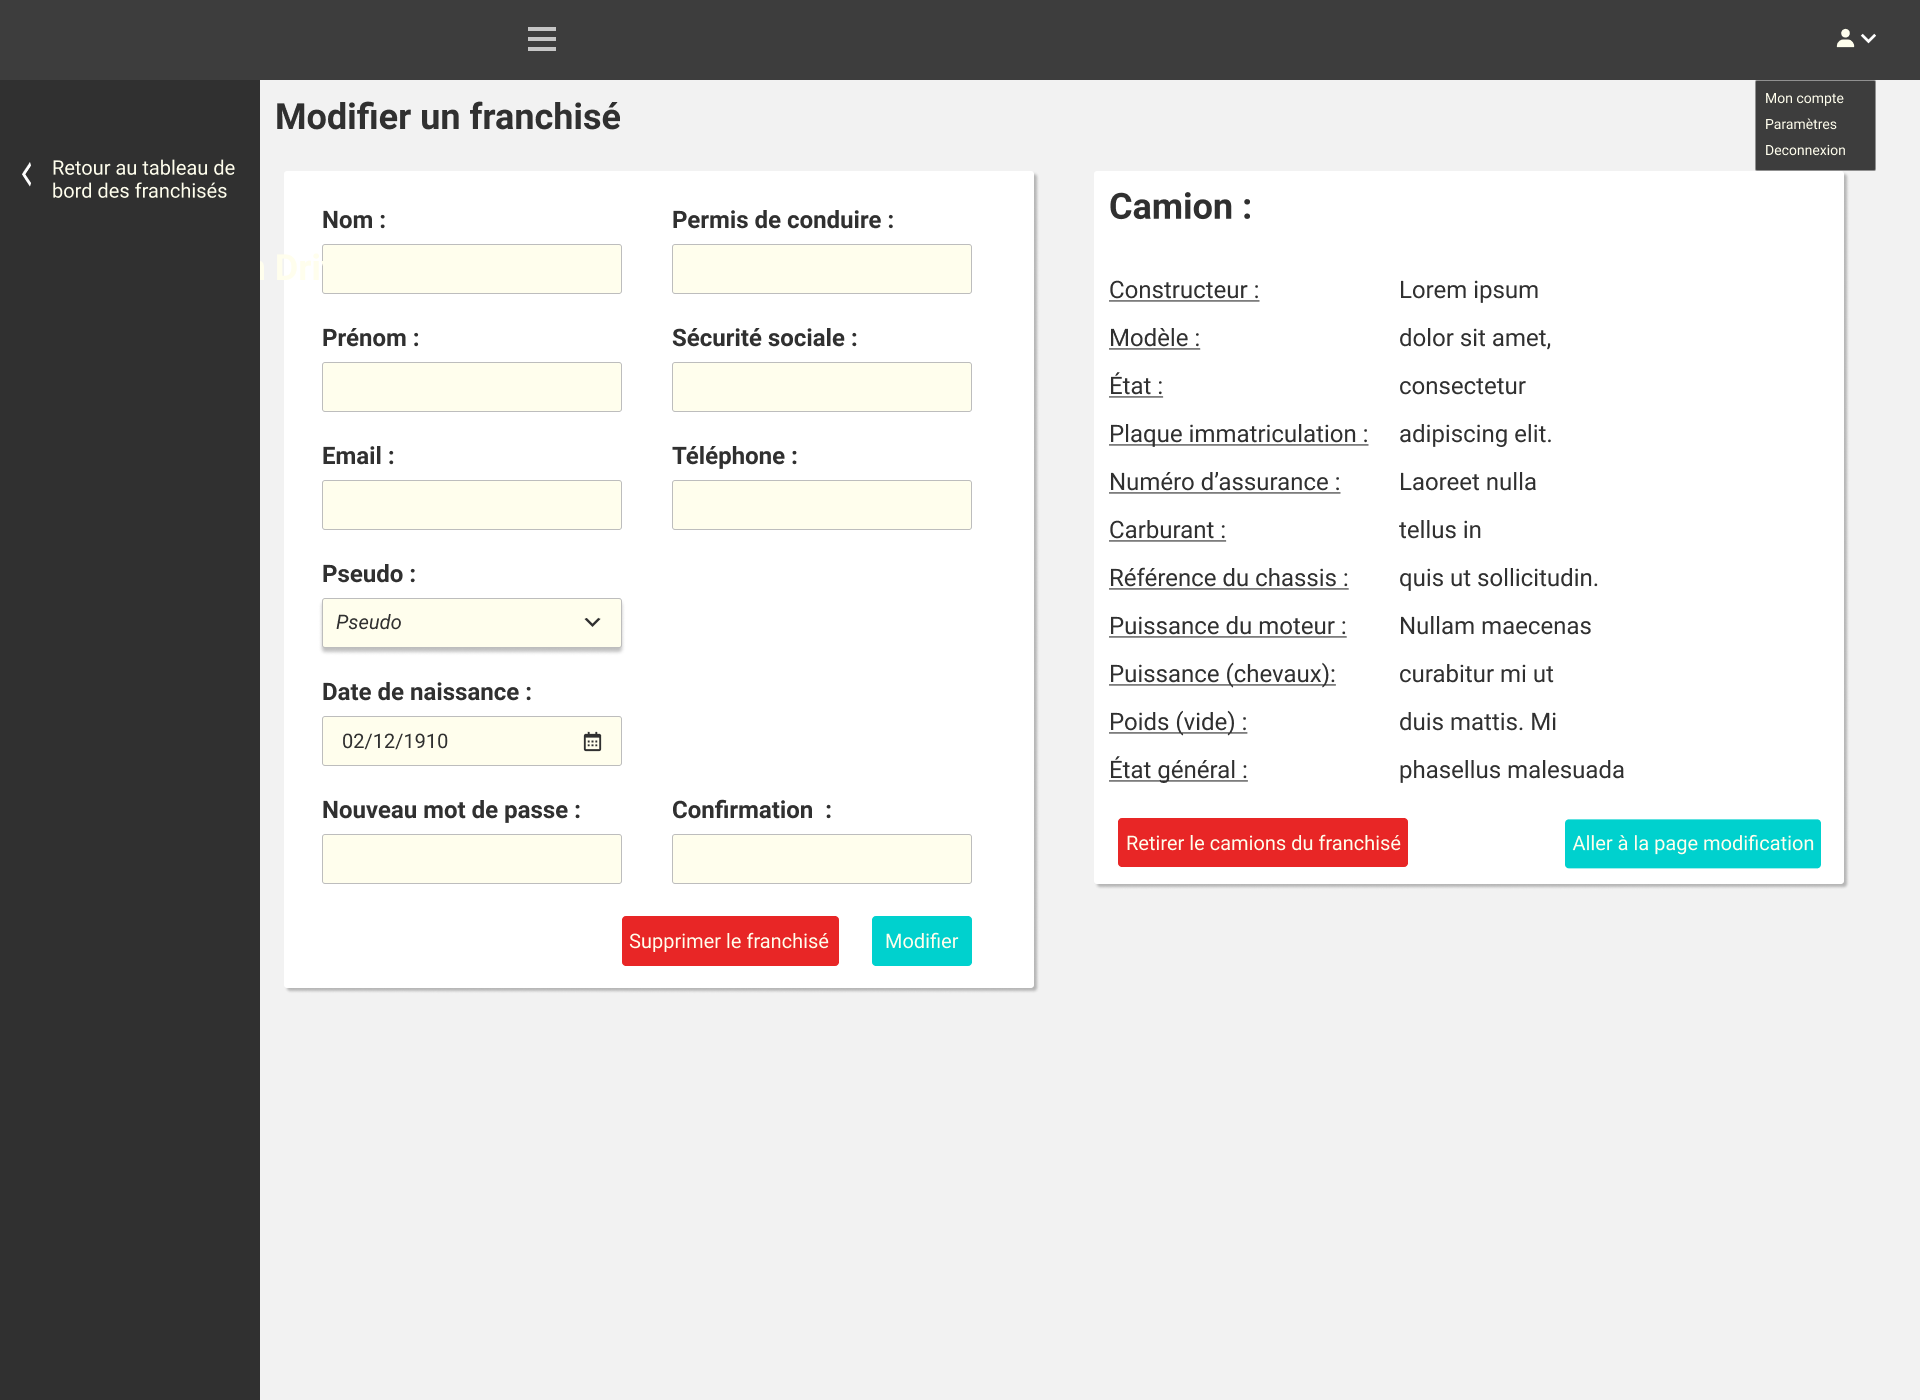 Mon compte
Paramètres
Deconnexion
Retour au tableau de
bord des franchisés
Modifier un franchisé
Nom :
Permis de conduire :
Dri
Prénom :
Sécurité sociale :
Email :
Téléphone :
Pseudo :
Pseudo
Date de naissance :
02/12/1910
Nouveau mot de passe :
Confirmation  :
Supprimer le franchisé
Modifier
Camion :
Constructeur : Lorem ipsum
Modèle : dolor sit amet,
État : consectetur
Plaque immatriculation : adipiscing elit.
Numéro d’assurance : Laoreet nulla
Carburant : tellus in
Référence du chassis : quis ut sollicitudin.
Puissance du moteur : Nullam maecenas
Puissance (chevaux): curabitur mi ut
Poids (vide) : duis mattis. Mi
État général : phasellus malesuada
Retirer le camions du franchisé
Aller à la page modification